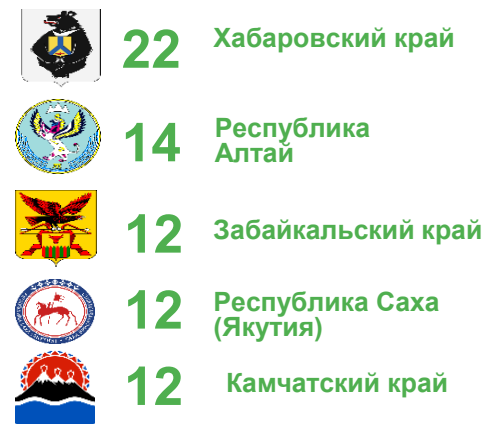 22 Хабаровский край
14 Республика
Алтай
12 Забайкальский край
12 Республика Саха
(Якутия)
12 Камчатский край